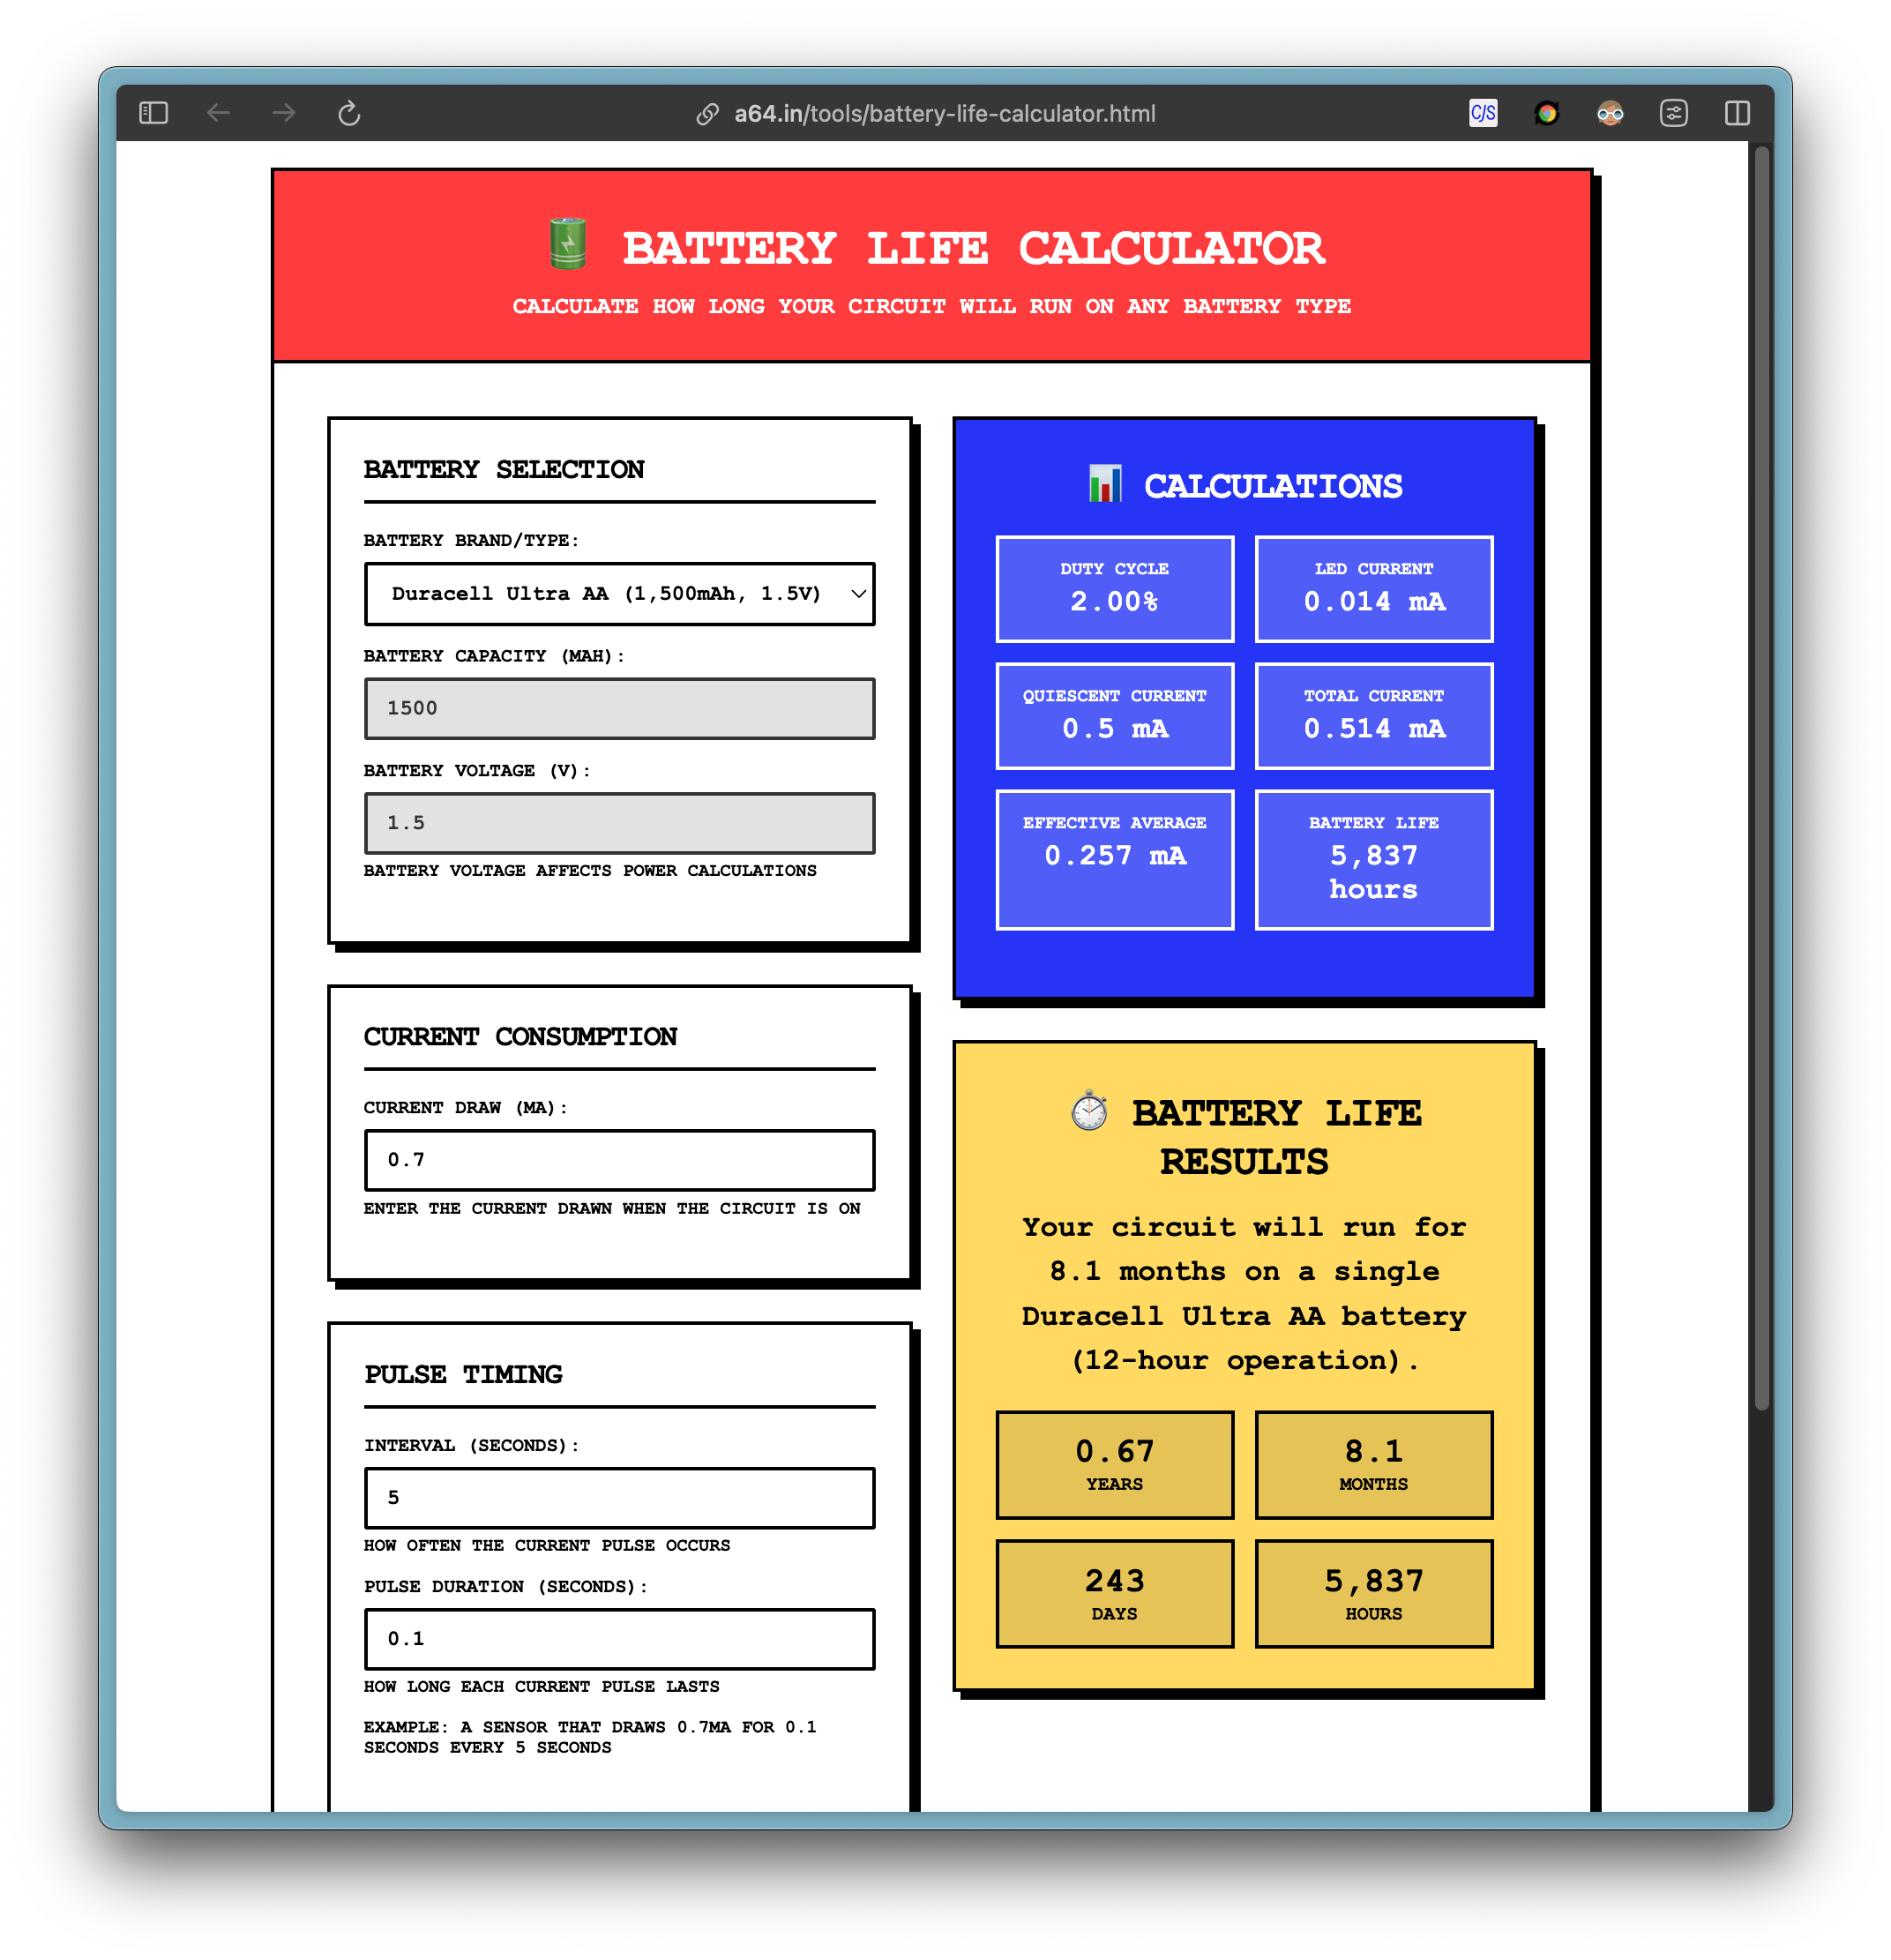 a64.in/tools/battery-life-calculator.html
C/S
BATTERY LIFE CALCULATOR
CALCULATE HOW LONG YOUR CIRCUIT WILL RUN ON ANY BATTERY TYPE
BATTERY SELECTION
BATTERY BRAND/TYPE:
Duracell Ultra AA (1,500mAh, 1.5V)
BATTERY CAPACITY (MAH):
1500
BATTERY VOLTAGE (V):
1.5
BATTERY VOLTAGE AFFECTS POWER CALCULATIONS
CURRENT CONSUMPTION
CURRENT DRAW (MA):
0.7
ENTER THE CURRENT DRAWN WHEN THE CIRCUIT IS ON
PULSE TIMING
INTERVAL (SECONDS):
5
HOW OFTEN THE CURRENT PULSE OCCURS
PULSE DURATION (SECONDS):
0.1
HOW LONG EACH CURRENT PULSE LASTS
EXAMPLE: A SENSOR THAT DRAWS 0.7MA FOR 0.1
SECONDS EVERY 5 SECONDS
CALCULATIONS
DUTY CYCLE
2.00%
LED CURRENT
0.014 mA
QUIESCENT CURRENT
0.5 mA
TOTAL CURRENT
0.514 mA
EFFECTIVE AVERAGE
0.257 mA
BATTERY LIFE
5,837
hours
BATTERY LIFE
RESULTS
Your circuit will run for
8.1 months on a single
Duracell Ultra AA battery
(12-hour operation).
0.67
YEARS
8.1
MONTHS
243
DAYS
5,837
HOURS